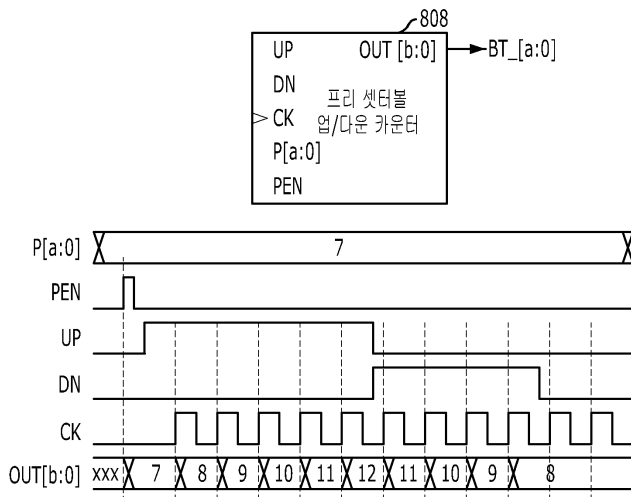 808
UP OUT [b:0] BT_[a:0]
DN
프리 셋터볼
CK
업/다운 카운터
P[a:0]
PEN
P[a:0] 7
PEN
UP
DN
CK
OUT[b:0] xxx 7 8 9 10 11 12 11 10 9 8